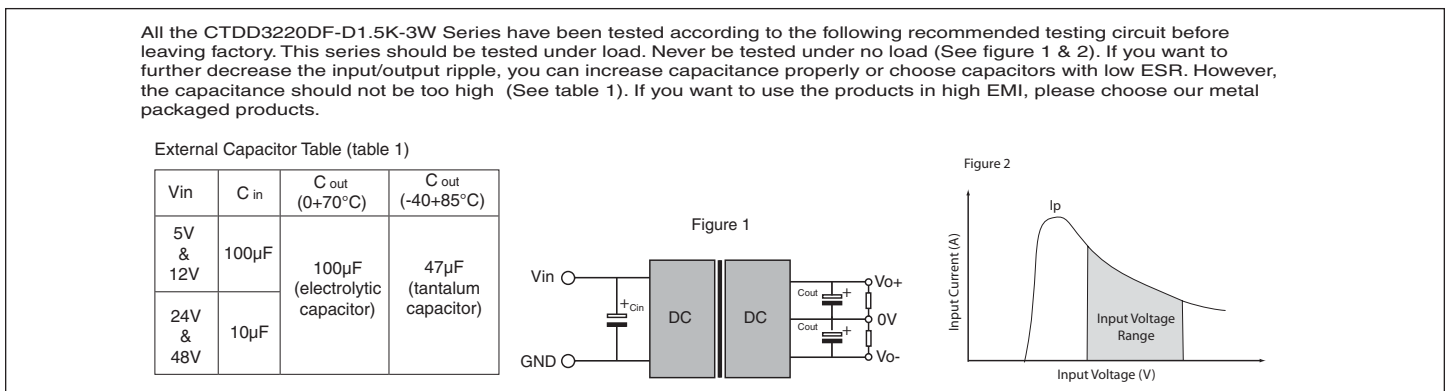 All the CTDD3220DF-D1.5K-3W Series have been tested according to the following recommended testing circuit before
leaving factory. This series should be tested under load. Never be tested under no load (See figure 1 & 2). If you want to
further decrease the input/output ripple, you can increase capacitance properly or choose capacitors with low ESR. However,
the capacitance should not be too high (See table 1). If you want to use the products in high EMI, please choose our metal
packaged products.
External Capacitor Table (table 1)
Vin
C in
C out
(0+70°C)
C out
(-40+85°C)
5V
&
12V
100µF
100µF
(electrolytic
capacitor)
47µF
(tantalum
capacitor)
24V
&
48V
10µF
Figure 1
Vin
+
Cin
GND
DC
DC
Cout
+
Cout
+
Vo+
0V
Vo-
Figure 2
Ip
Input Current (A)
Input Voltage
Range
Input Voltage (V)